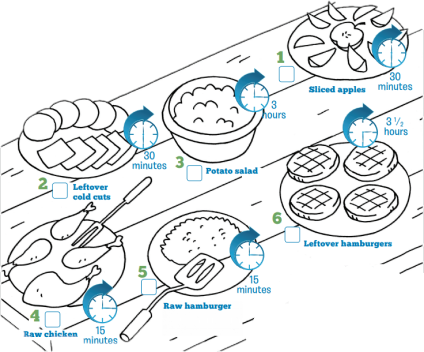 1
Sliced apples
30
minutes
2
Leftover
cold cuts
30
minutes
3
Potato salad
3
hours
4
Raw chicken
15
minutes
5
Raw hamburger
15
minutes
6
Leftover hamburgers
3 ½
hours